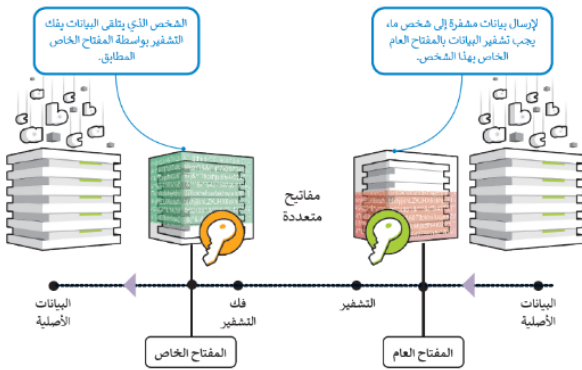 لإرسال بيانات مشفرة إلى شخص ما،
يجب تشفير البيانات بالمفتاح العام
الخاص بهذا الشخص.
الشخص الذي يتلقى البيانات يفك
التشفير بواسطة المفتاح الخاص
المطابق.
مفاتيح
متعددة
البيانات
الأصلية
التشفير
فك
التشفير
البيانات
الأصلية
المفتاح العام
المفتاح الخاص